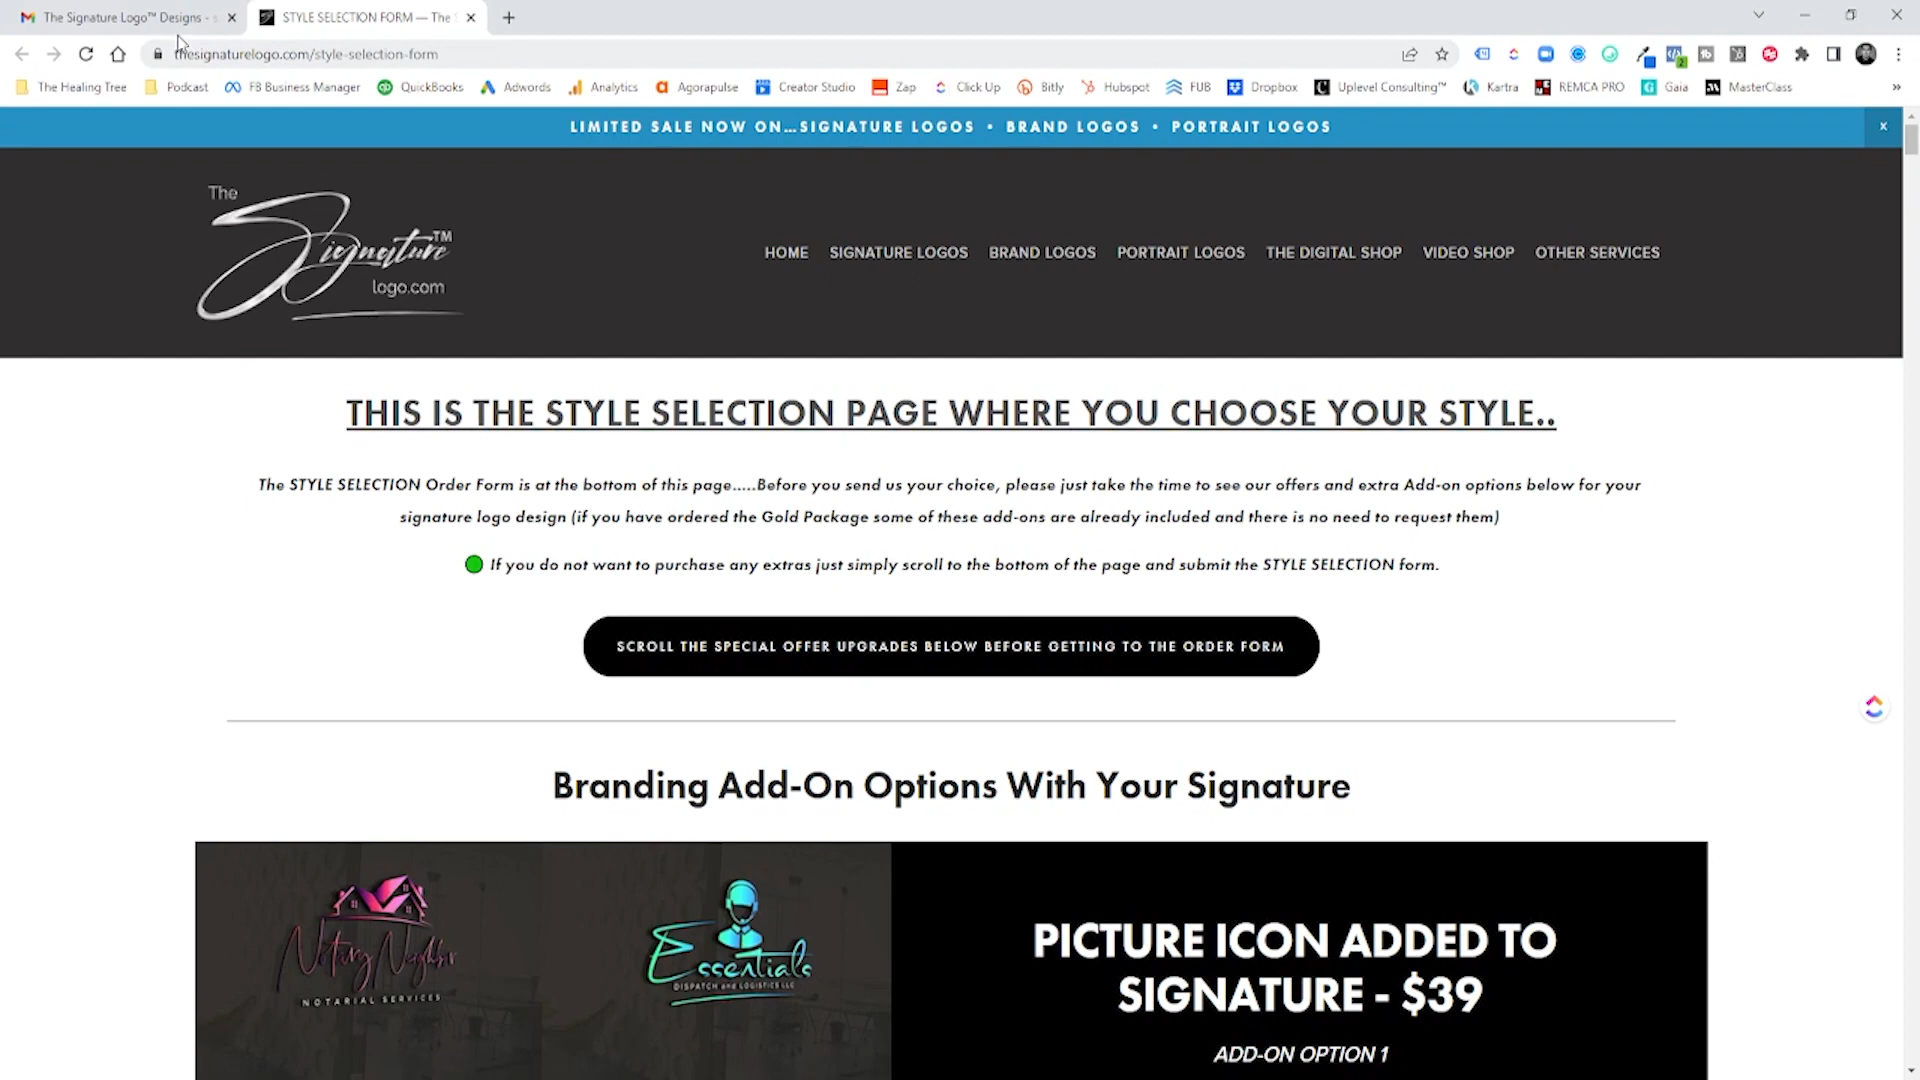 The Signature Logo™ Designs -
STYLE SELECTION FORM — The
thesignaturelogo.com/style-selection-form
The Healing Tree
Podcast
FB Business Manager
QuickBooks
Adwords
Analytics
Agorapulse
Creator Studio
Zap
Click Up
Bitly
Hubspot
FUB
Dropbox
Uplevel Consulting™
Kartra
REMCA PRO
Gaia
MasterClass
LIMITED SALE NOW ON...SIGNATURE LOGOS • BRAND LOGOS • PORTRAIT LOGOS
X
The
Signature™
logo.com
HOME
SIGNATURE LOGOS
BRAND LOGOS
PORTRAIT LOGOS
THE DIGITAL SHOP
VIDEO SHOP
OTHER SERVICES
THIS IS THE STYLE SELECTION PAGE WHERE YOU CHOOSE YOUR STYLE..
The STYLE SELECTION Order Form is at the bottom of this page.....Before you send us your choice, please just take the time to see our offers and extra Add-on options below for your
signature logo design (if you have ordered the Gold Package some of these add-ons are already included and there is no need to request them)
If you do not want to purchase any extras just simply scroll to the bottom of the page and submit the STYLE SELECTION form.
SCROLL THE SPECIAL OFFER UPGRADES BELOW BEFORE GETTING TO THE ORDER FORM
Branding Add-On Options With Your Signature
Notary Neighbor
NOTARIAL SERVICES
Essentials
DISPATCH and LOGISTICS LLC
PICTURE ICON ADDED TO
SIGNATURE - $39
ADD-ON OPTION 1